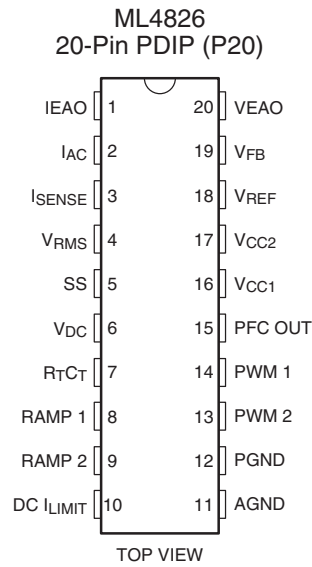 ML4826
20-Pin PDIP (P20)
IEAO 1 20 VEAO
IAC 2 19 VFB
ISENSE 3 18 VREF
VRMS 4 17 VCC2
SS 5 16 VCC1
VDC 6 15 PFC OUT
RTCT 7 14 PWM 1
RAMP 1 8 13 PWM 2
RAMP 2 9 12 PGND
DC ILIMIT 10 11 AGND
TOP VIEW